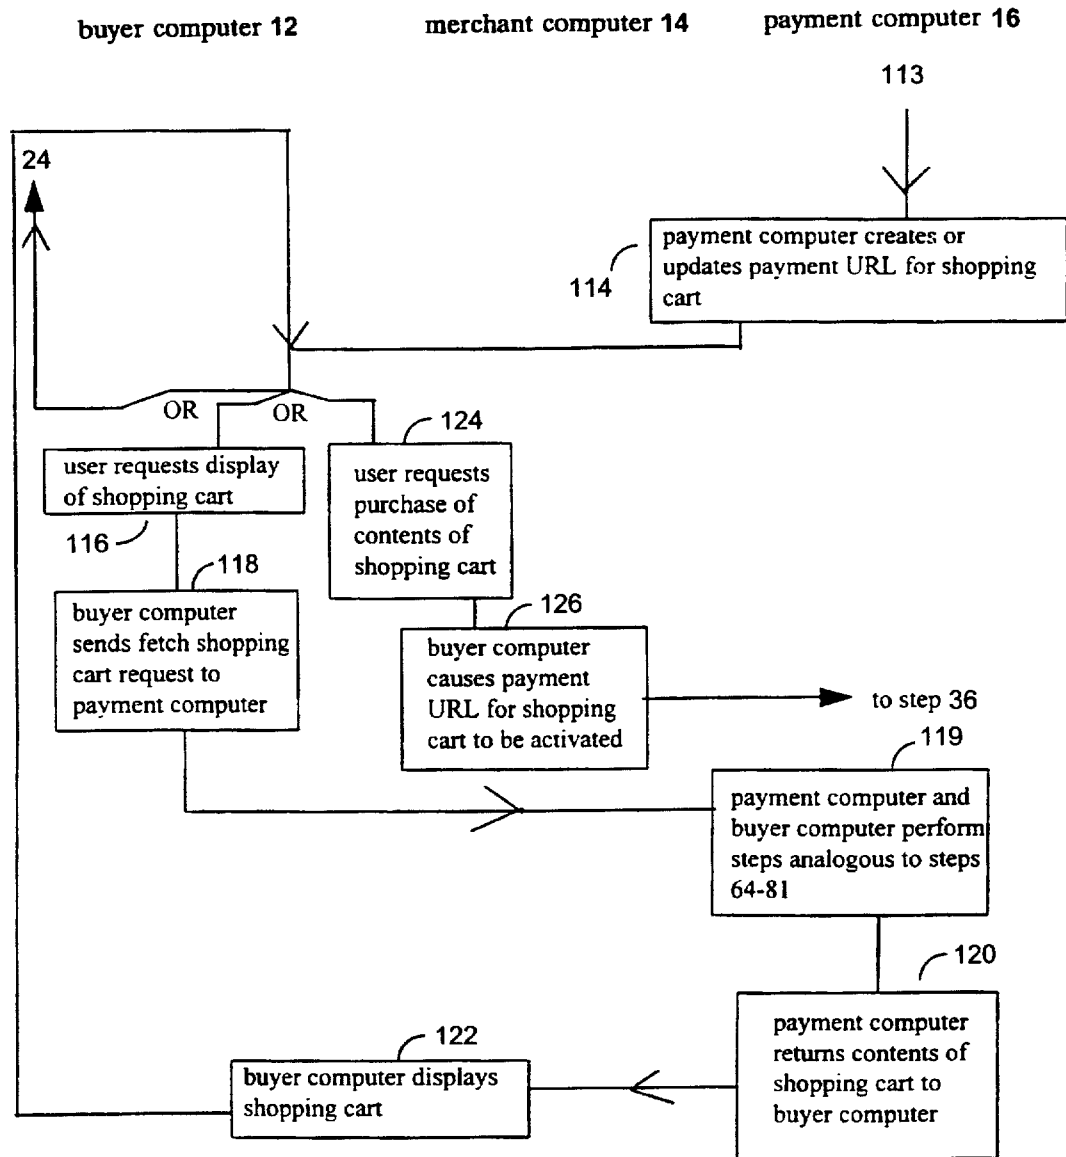 buyer computer 12
merchant computer 14
payment computer 16
113
24
payment computer creates or
updates payment URL for shopping
cart
114
OR
OR
124
user requests display
of shopping cart
user requests
purchase of
contents of
shopping cart
116
118
126
buyer computer
sends fetch shopping
cart request to
payment computer
buyer computer
causes payment
URL for shopping
cart to be activated
to step 36
119
payment computer and
buyer computer perform
steps analogous to steps
64-81
120
122
payment computer
returns contents of
shopping cart to
buyer computer
buyer computer displays
shopping cart